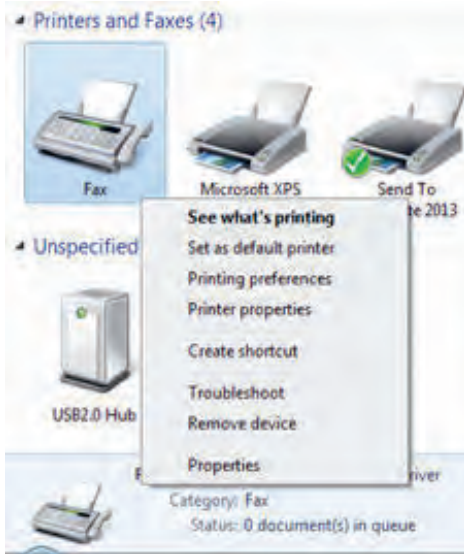 Printers and Faxes (4)
Fax
Microsoft XPS
Send To
te 2013
See what's printing
Set as default printer
Printing preferences
Printer properties
Create shortcut
Troubleshoot
Remove device
Properties
Unspecified
USB2.0 Hub
F
river
Category: Fax
Status: 0 document(s) in queue